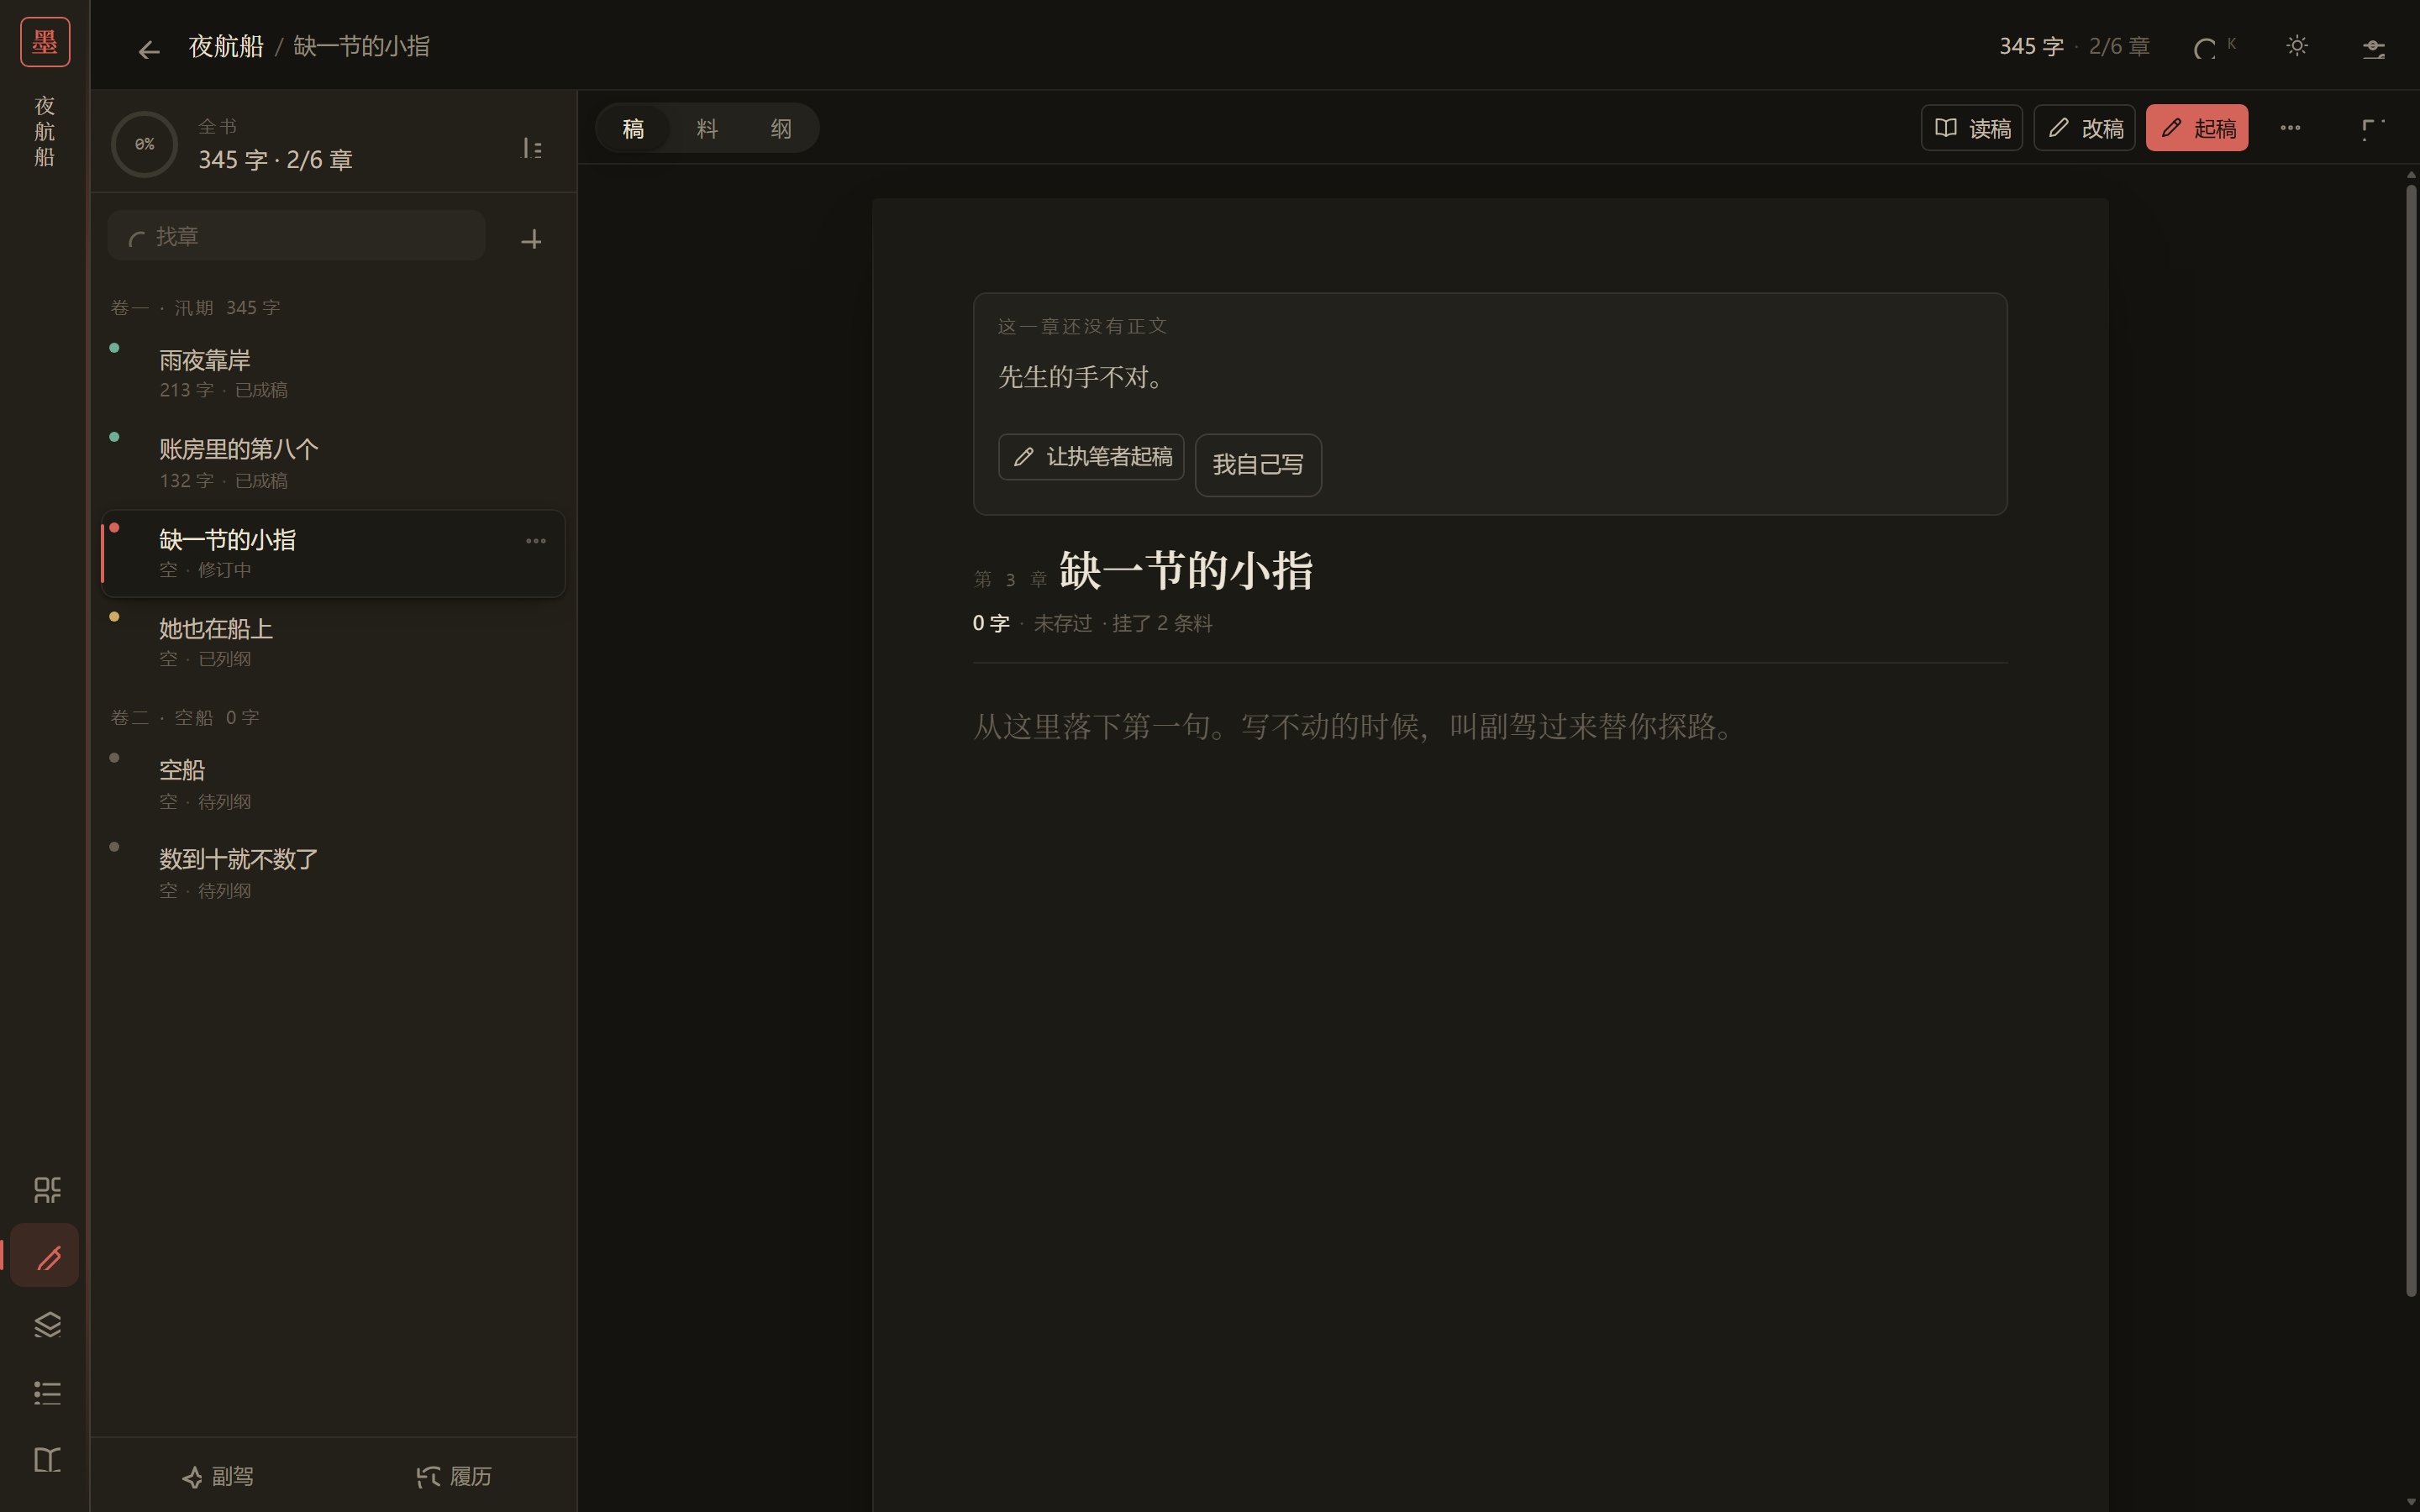 墨
夜航船
夜航船 / 缺一节的小指
345 字 · 2/6 章
K
0%
全书
345 字 · 2/6 章
找章
卷一 · 汛期 345 字
雨夜靠岸
213 字 · 已成稿
账房里的第八个
132 字 · 已成稿
缺一节的小指
空 · 修订中
她也在船上
空 · 已列纲
卷二 · 空船 0 字
空船
空 · 待列纲
数到十就不数了
空 · 待列纲
副驾
履历
稿 料 纲
读稿 改稿 起稿
这一章还没有正文
先生的手不对。
让执笔者起稿
我自己写
第 3 章 缺一节的小指
0 字 · 未存过 · 挂了 2 条料
从这里落下第一句。写不动的时候，叫副驾过来替你探路。